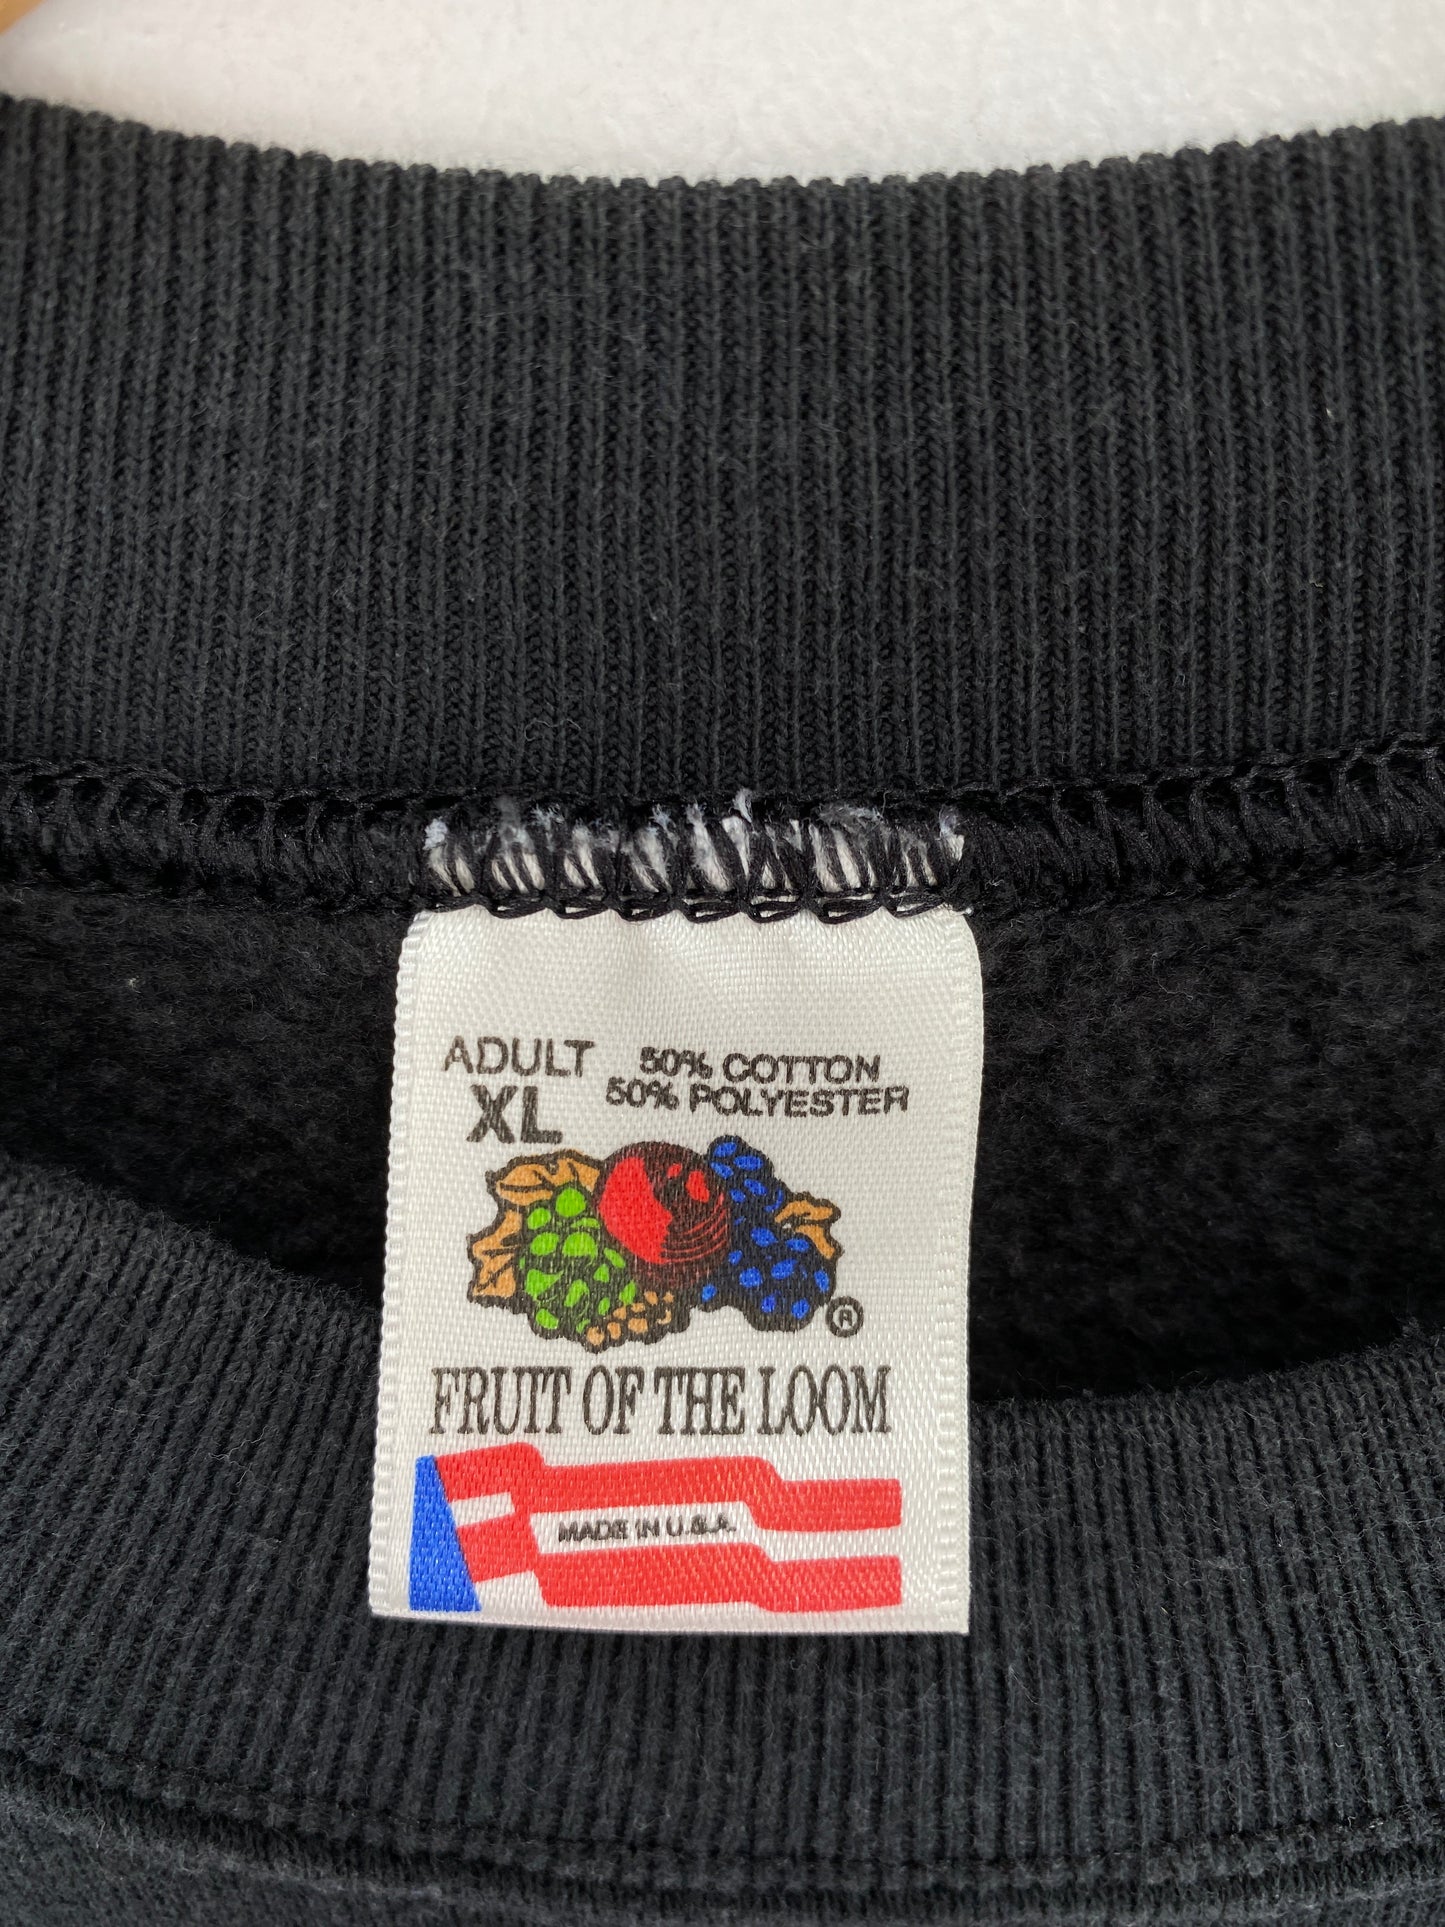 ADULT
XL
50% COTTON
50% POLYESTER
®
FRUIT OF THE LOOM
MADE IN U.S.A.